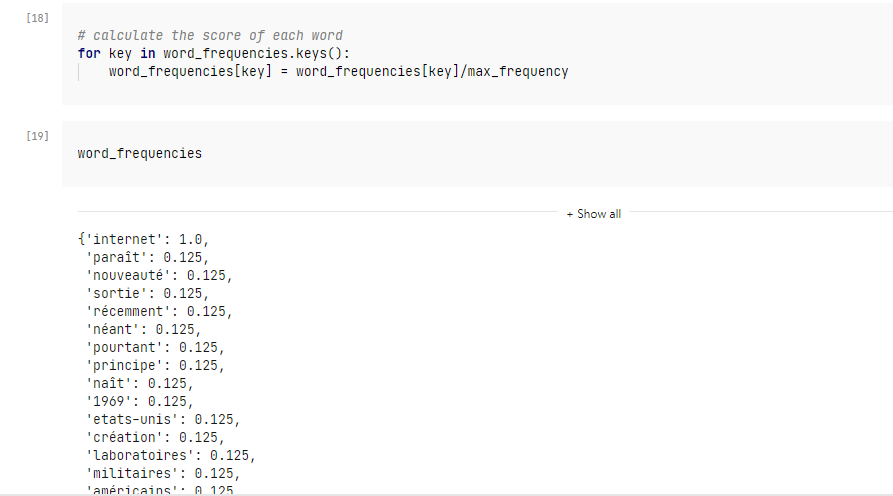 [18]
# calculate the score of each word
for key in word_frequencies.keys():
    word_frequencies[key] = word_frequencies[key]/max_frequency
[19]
word_frequencies
+ Show all
{'internet': 1.0,
 'paraît': 0.125,
 'nouveauté': 0.125,
 'sortie': 0.125,
 'récemment': 0.125,
 'néant': 0.125,
 'pourtant': 0.125,
 'principe': 0.125,
 'naît': 0.125,
 '1969': 0.125,
 'etats-unis': 0.125,
 'création': 0.125,
 'laboratoires': 0.125,
 'militaires': 0.125,
 'américains': 0.125